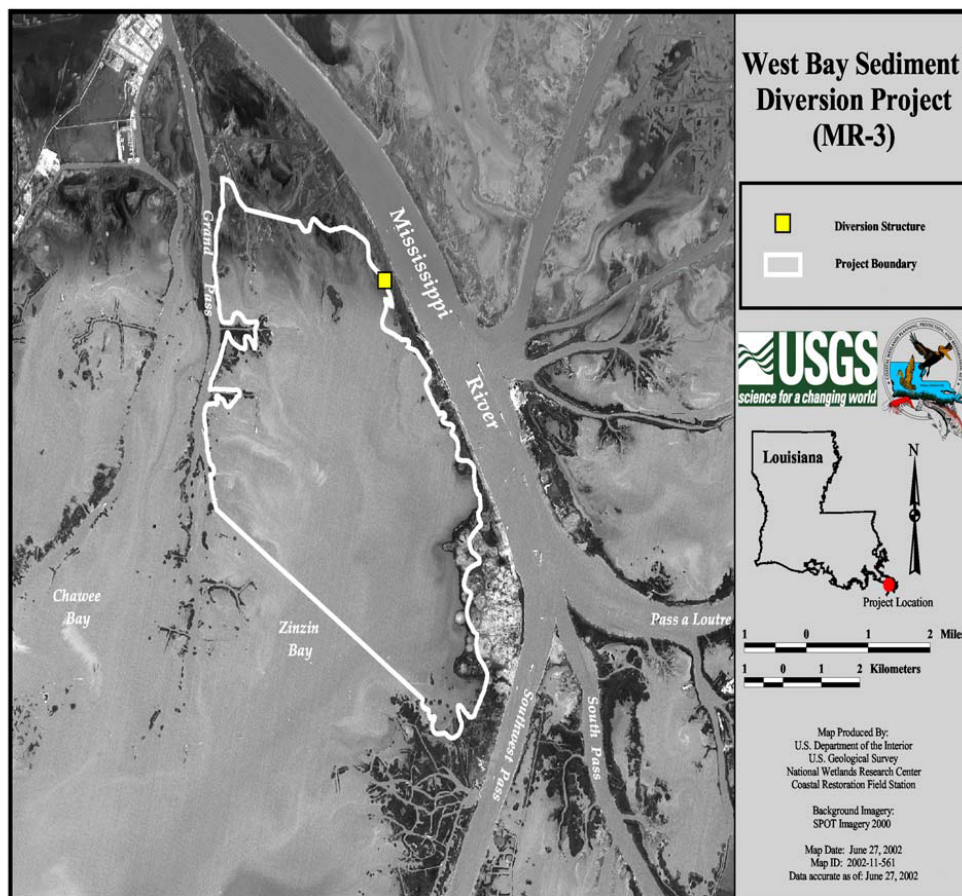 West Bay Sediment
Diversion Project
(MR-3)
Diversion Structure
Project Boundary
USGS
science for a changing world
Louisiana
N
Project Location
1 0 1 2 Miles
1 0 1 2 Kilometers
Map Produced By:
U.S. Department of the Interior
U.S. Geological Survey
National Wetlands Research Center
Coastal Restoration Field Station
Background Imagery:
SPOT Imagery 2000
Map Date: June 27, 2002
Map ID: 2002-11-561
Data accurate as of: June 27, 2002
Grand Pass
Mississippi
River
Chawee
Bay
Zinzin
Bay
Pass a Loutre
Southwest Pass
South Pass